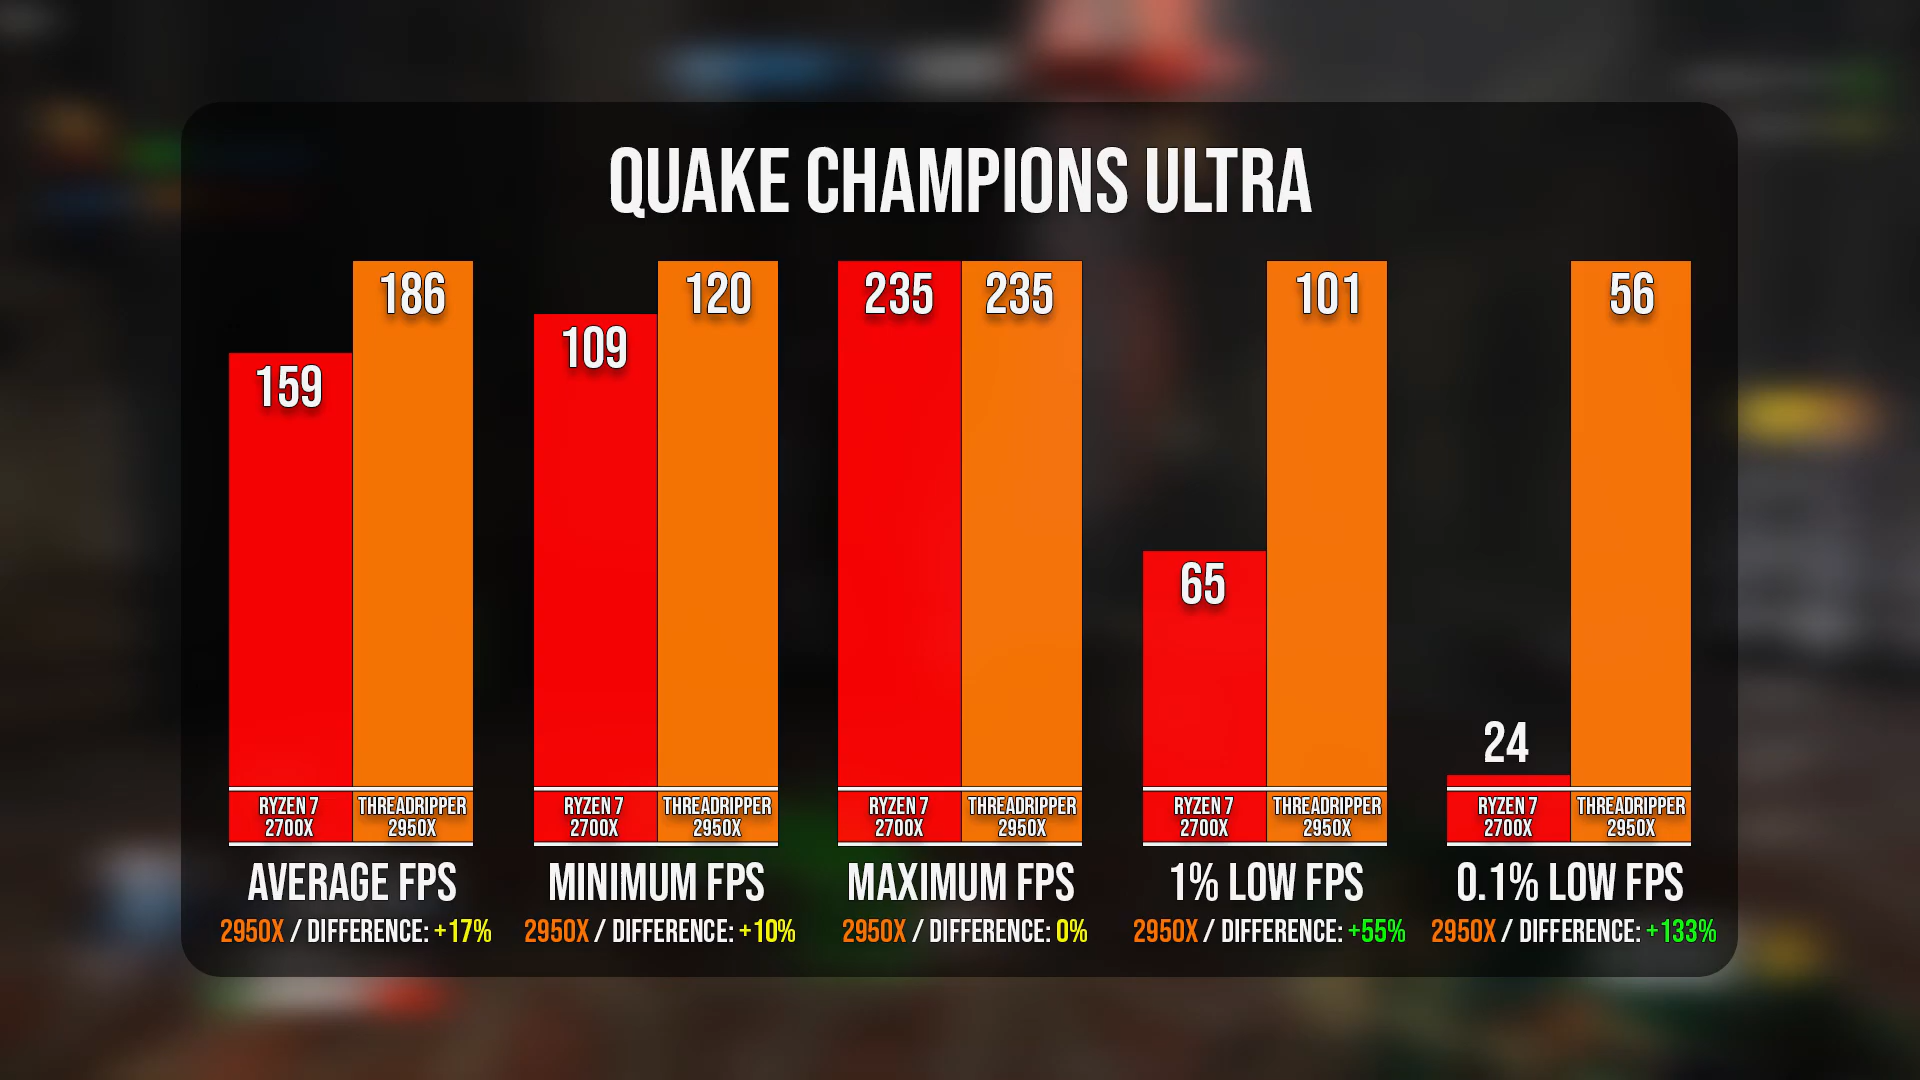 QUAKE CHAMPIONS ULTRA
159
186
RYZEN 7
2700X
THREADRIPPER
2950X
AVERAGE FPS
2950X / DIFFERENCE: +17%
109
120
RYZEN 7
2700X
THREADRIPPER
2950X
MINIMUM FPS
2950X / DIFFERENCE: +10%
235
235
RYZEN 7
2700X
THREADRIPPER
2950X
MAXIMUM FPS
2950X / DIFFERENCE: 0%
65
101
RYZEN 7
2700X
THREADRIPPER
2950X
1% LOW FPS
2950X / DIFFERENCE: +55%
24
56
RYZEN 7
2700X
THREADRIPPER
2950X
0.1% LOW FPS
2950X / DIFFERENCE: +133%